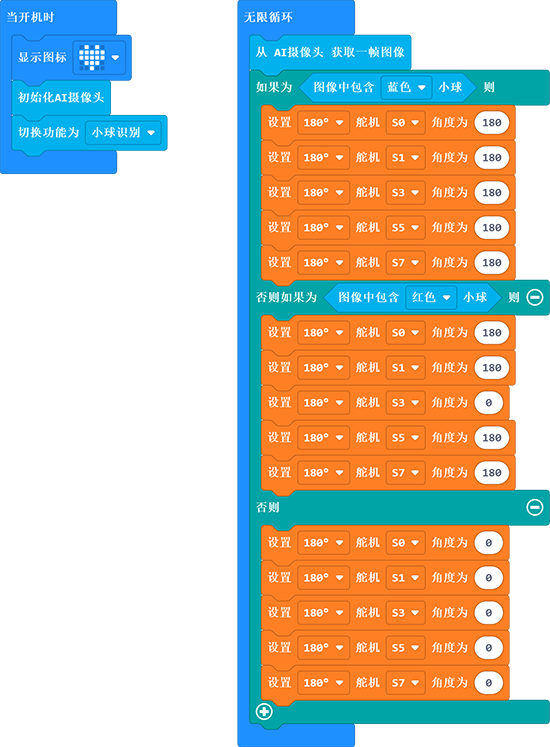 当开机时
显示图标
初始化AI摄像头
切换功能为 小球识别
无限循环
从 AI摄像头 获取一帧图像
如果为 图像中包含 蓝色 小球 则
设置 180° 舵机 S0 角度为 180
设置 180° 舵机 S1 角度为 180
设置 180° 舵机 S3 角度为 180
设置 180° 舵机 S5 角度为 180
设置 180° 舵机 S7 角度为 180
否则如果为 图像中包含 红色 小球 则
设置 180° 舵机 S0 角度为 180
设置 180° 舵机 S1 角度为 180
设置 180° 舵机 S3 角度为 0
设置 180° 舵机 S5 角度为 180
设置 180° 舵机 S7 角度为 180
否则
设置 180° 舵机 S0 角度为 0
设置 180° 舵机 S1 角度为 0
设置 180° 舵机 S3 角度为 0
设置 180° 舵机 S5 角度为 0
设置 180° 舵机 S7 角度为 0